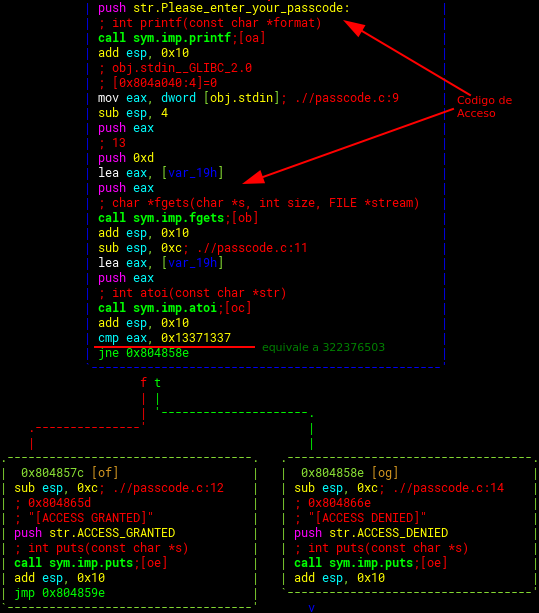 push str.Please_enter_your_passcode:
; int printf(const char *format)
call sym.imp.printf;[oa]
add esp, 0x10
; obj.stdin__GLIBC_2.0
; [0x804a040:4]=0
mov eax, dword [obj.stdin]; .//passcode.c:9
sub esp, 4
push eax
; 13
push 0xd
lea eax, [var_19h]
push eax
; char *fgets(char *s, int size, FILE *stream)
call sym.imp.fgets;[ob]
add esp, 0x10
sub esp, 0xc; .//passcode.c:11
lea eax, [var_19h]
push eax
; int atoi(const char *str)
call sym.imp.atoi;[oc]
add esp, 0x10
cmp eax, 0x13371337
jne 0x804858e
Codigo de
Acceso
equivale a 322376503
f t
0x804857c [of]
sub esp, 0xc; .//passcode.c:12
; 0x804865d
; "[ACCESS GRANTED]"
push str.ACCESS_GRANTED
; int puts(const char *s)
call sym.imp.puts;[oe]
add esp, 0x10
jmp 0x804859e
0x804858e [og]
sub esp, 0xc; .//passcode.c:14
; 0x804866e
; "[ACCESS DENIED]"
push str.ACCESS_DENIED
; int puts(const char *s)
call sym.imp.puts;[oe]
add esp, 0x10
v